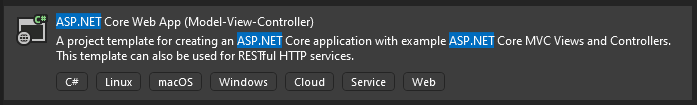 C#
ASP.NET Core Web App (Model-View-Controller)
A project template for creating an ASP.NET Core application with example ASP.NET Core MVC Views and Controllers.
This template can also be used for RESTful HTTP services.
C# Linux macOS Windows Cloud Service Web